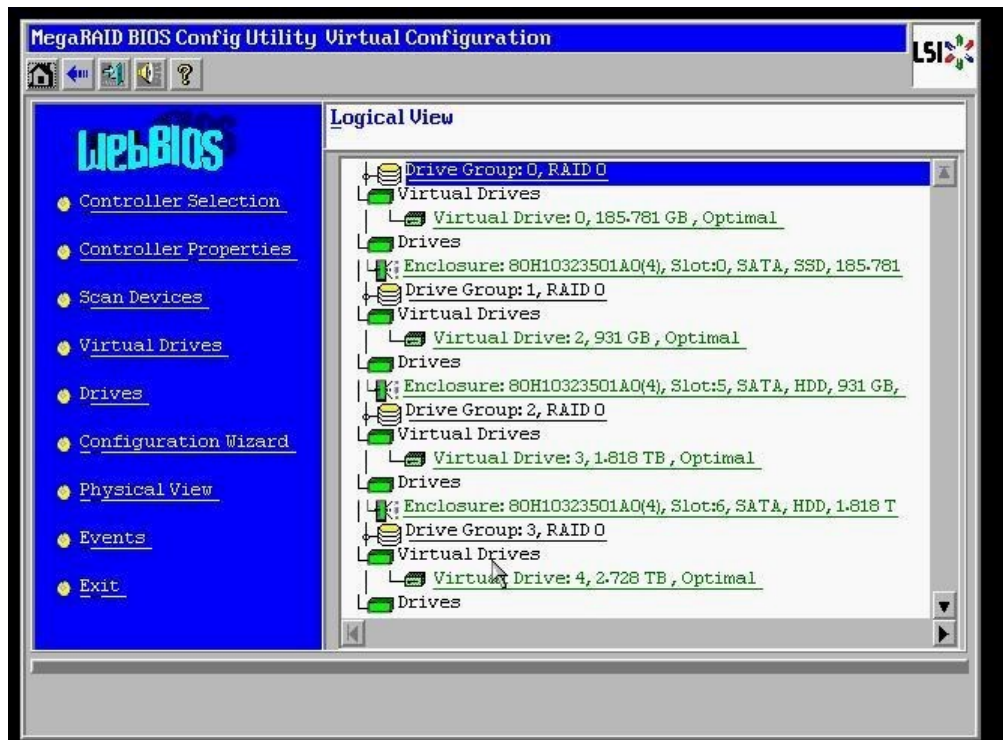 MegaRAID BIOS Config Utility Virtual Configuration
LSI
?
WebBIOS
Controller Selection
Controller Properties
Scan Devices
Virtual Drives
Drives
Configuration Wizard
Physical View
Events
Exit
Logical View
Drive Group: 0, RAID 0
Virtual Drives
Virtual Drive: 0, 185.781 GB, Optimal
Drives
Enclosure: 80H10323501A0(4), Slot:0, SATA, SSD, 185.781
Drive Group: 1, RAID 0
Virtual Drives
Virtual Drive: 2, 931 GB, Optimal
Drives
Enclosure: 80H10323501A0(4), Slot:5, SATA, HDD, 931 GB,
Drive Group: 2, RAID 0
Virtual Drives
Virtual Drive: 3, 1.818 TB, Optimal
Drives
Enclosure: 80H10323501A0(4), Slot:6, SATA, HDD, 1.818 T
Drive Group: 3, RAID 0
Virtual Drives
Virtual Drive: 4, 2.728 TB, Optimal
Drives